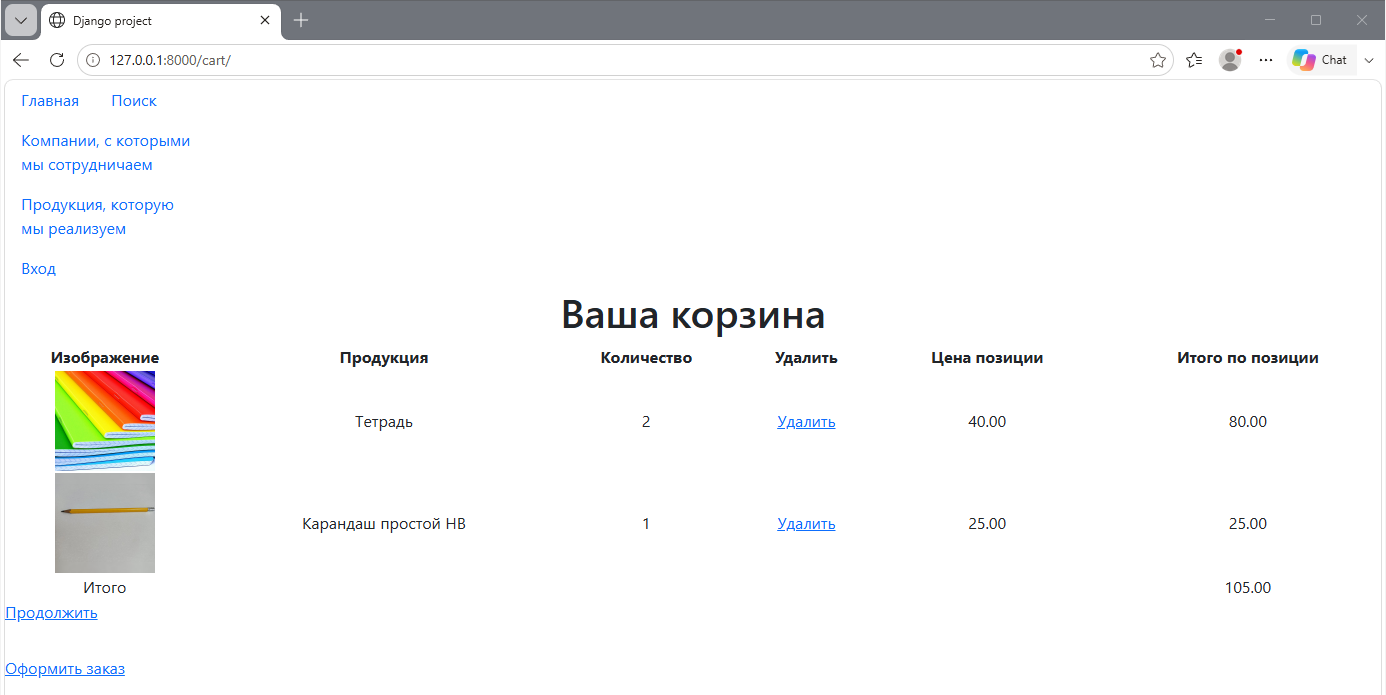 Django project
127.0.0.1:8000/cart/
Chat
Главная Поиск
Компании, с которыми
мы сотрудничаем
Продукция, которую
мы реализуем
Вход
Ваша корзина
Изображение Продукция Количество Удалить Цена позиции Итого по позиции
Тетрадь 2 Удалить 40.00 80.00
Карандаш простой HB 1 Удалить 25.00 25.00
Итого 105.00
Продолжить
Оформить заказ